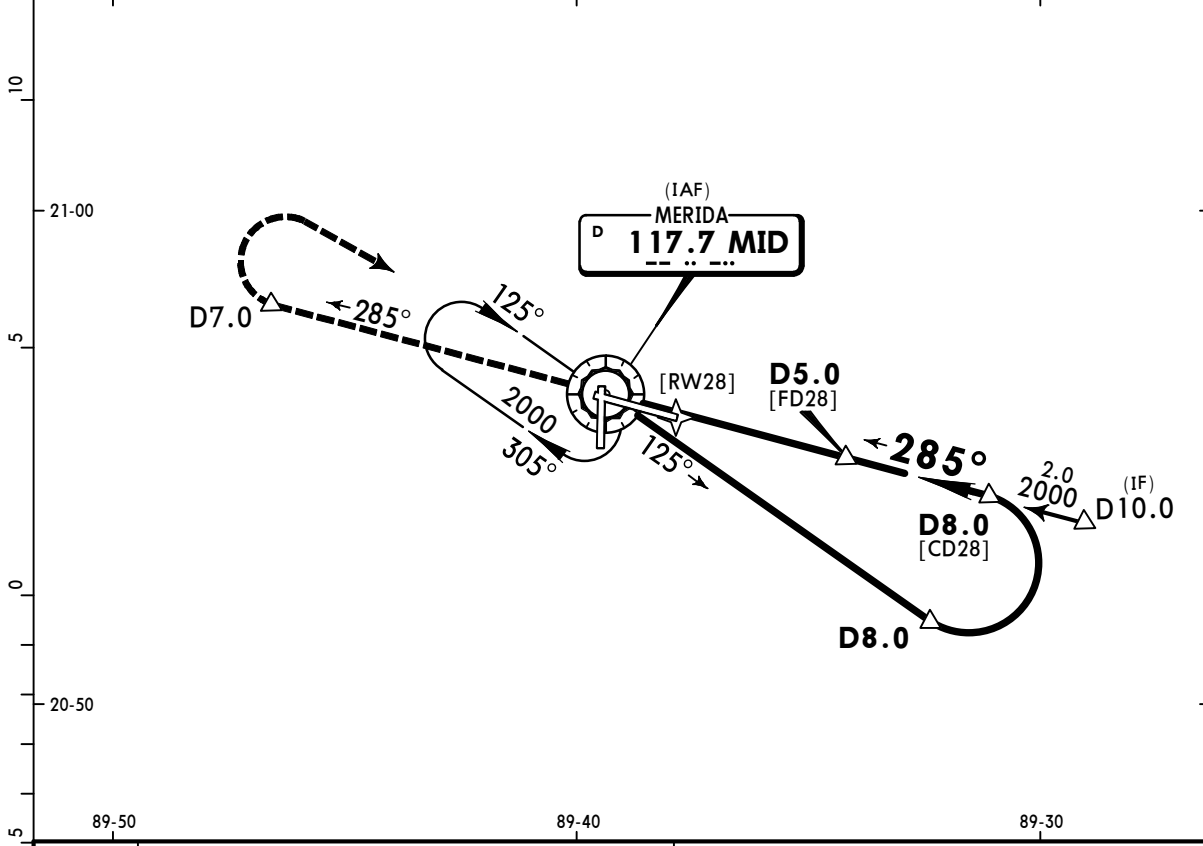 10
21-00
(IAF)
MERIDA
D 117.7 MID
D7.0
←285°
125°
2000
305°
5
[RW28]
D5.0
[FD28]
←285°
125°→
2.0
2000
(IF)
D10.0
D8.0
[CD28]
0
D8.0
20-50
5
89-50
89-40
89-30